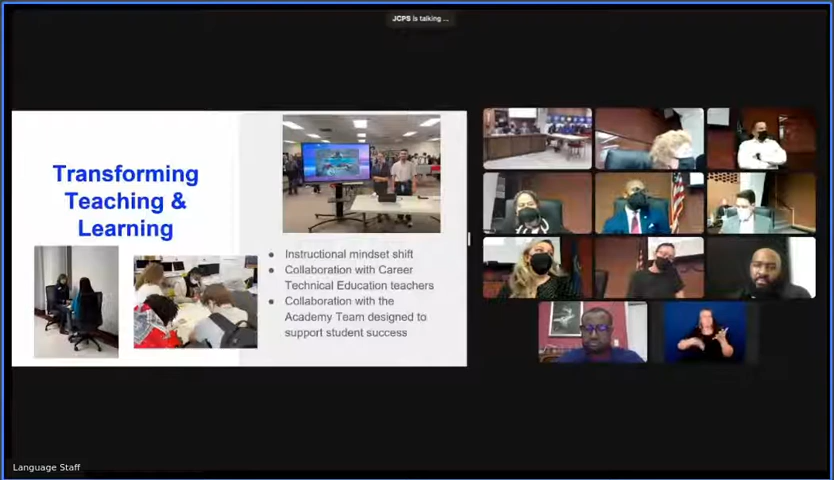 JCPS is talking ...
Transforming
Teaching &
Learning
● Instructional mindset shift
● Collaboration with Career
Technical Education teachers
● Collaboration with the
Academy Team designed to
support student success
Language Staff